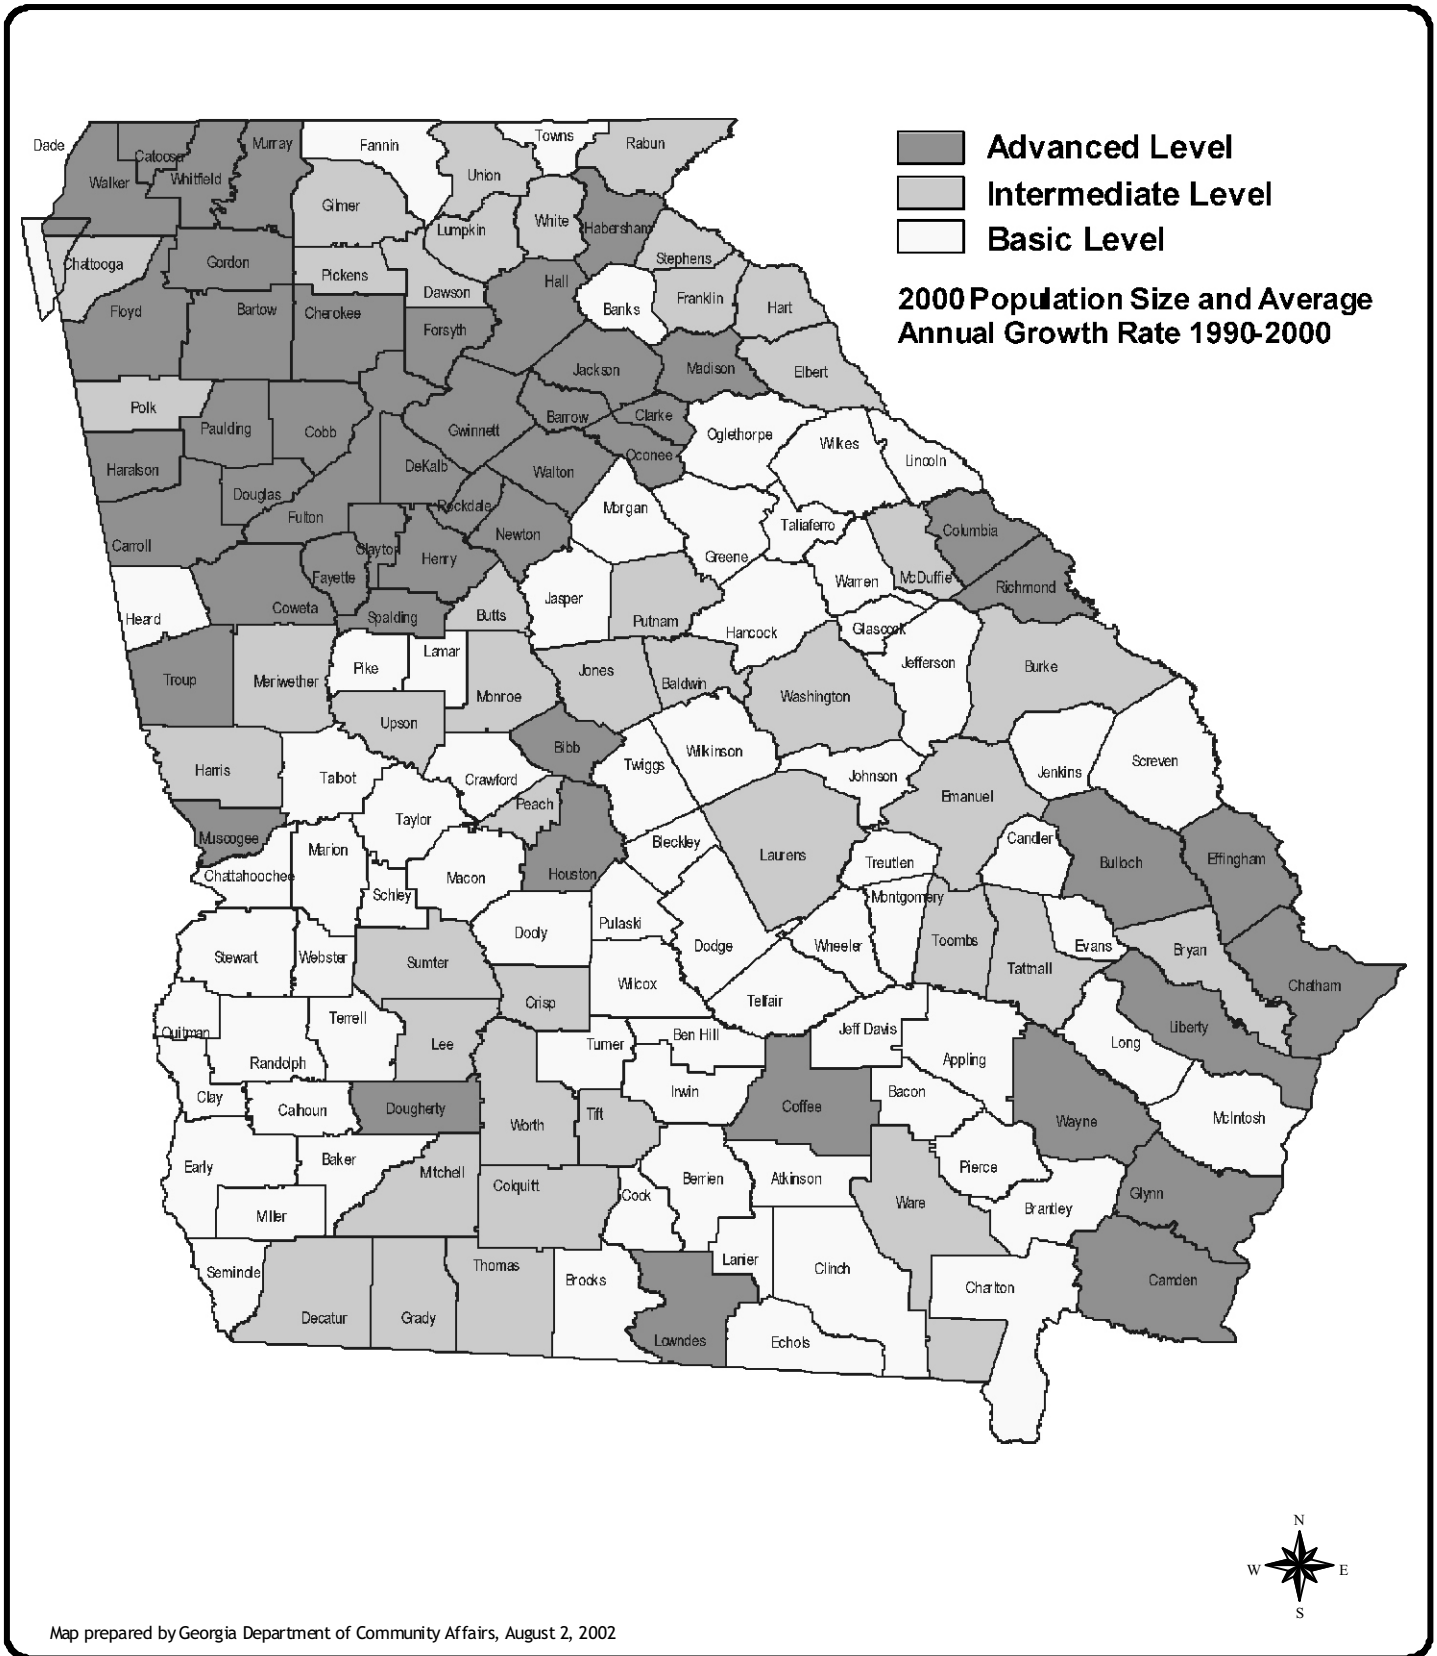 Advanced Level
Intermediate Level
Basic Level
2000 Population Size and Average
Annual Growth Rate 1990-2000
Dade
Catoosa
Walker
Whitfield
Murray
Fannin
Union
Towns
Rabun
Gilmer
Lumpkin
White
Habersham
Chattooga
Gordon
Pickens
Dawson
Hall
Stephens
Banks
Franklin
Hart
Floyd
Bartow
Cherokee
Forsyth
Jackson
Madison
Elbert
Polk
Paulding
Cobb
Gwinnett
Barrow
Clarke
Oglethorpe
Wilkes
Lincoln
Haralson
Douglas
DeKalb
Walton
Oconee
Fulton
Rockdale
Newton
Morgan
Greene
Taliaferro
Columbia
Carroll
Clayton
Henry
Fayette
Coweta
Spalding
Butts
Jasper
Putnam
Hancock
Warren
McDuffie
Richmond
Glascock
Heard
Troup
Meriwether
Pike
Lamar
Monroe
Jones
Baldwin
Washington
Jefferson
Burke
Upson
Bibb
Harris
Talbot
Crawford
Twiggs
Wilkinson
Johnson
Jenkins
Screven
Peach
Emanuel
Muscogee
Taylor
Marion
Chattahoochee
Schley
Macon
Houston
Bleckley
Laurens
Treutlen
Candler
Bulloch
Effingham
Montgomery
Stewart
Webster
Sumter
Dooly
Pulaski
Dodge
Wheeler
Toombs
Tattnall
Evans
Bryan
Chatham
Crisp
Wilcox
Telfair
Quitman
Terrell
Randolph
Lee
Turner
Ben Hill
Jeff Davis
Appling
Long
Liberty
Clay
Calhoun
Dougherty
Worth
Tift
Irwin
Coffee
Bacon
Wayne
McIntosh
Early
Baker
Mitchell
Miller
Colquitt
Cook
Berrien
Atkinson
Pierce
Ware
Brantley
Glynn
Seminole
Decatur
Grady
Thomas
Brooks
Lowndes
Lanier
Clinch
Echols
Charlton
Camden
N
W
E
S
Map prepared by Georgia Department of Community Affairs, August 2, 2002